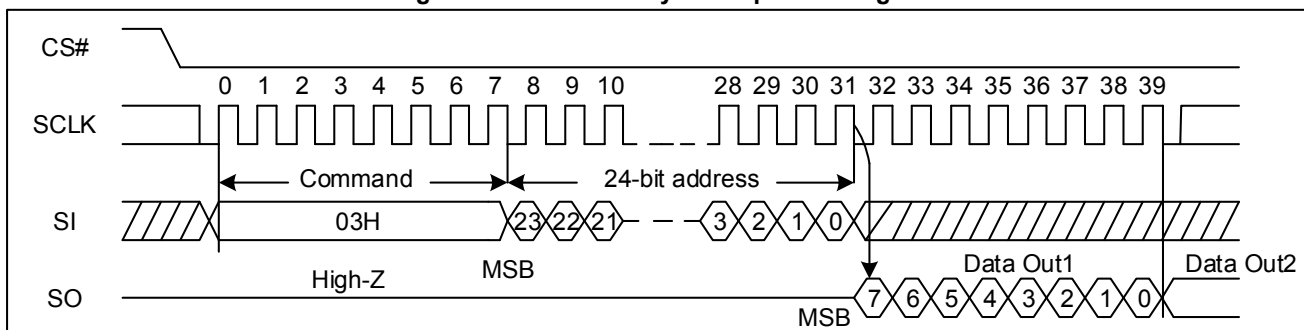 CS#
0 1 2 3 4 5 6 7 8 9 10 28 29 30 31 32 33 34 35 36 37 38 39
SCLK
Command 24-bit address
SI 03H 23 22 21 3 2 1 0
High-Z MSB Data Out1 Data Out2
SO 7 6 5 4 3 2 1 0
MSB